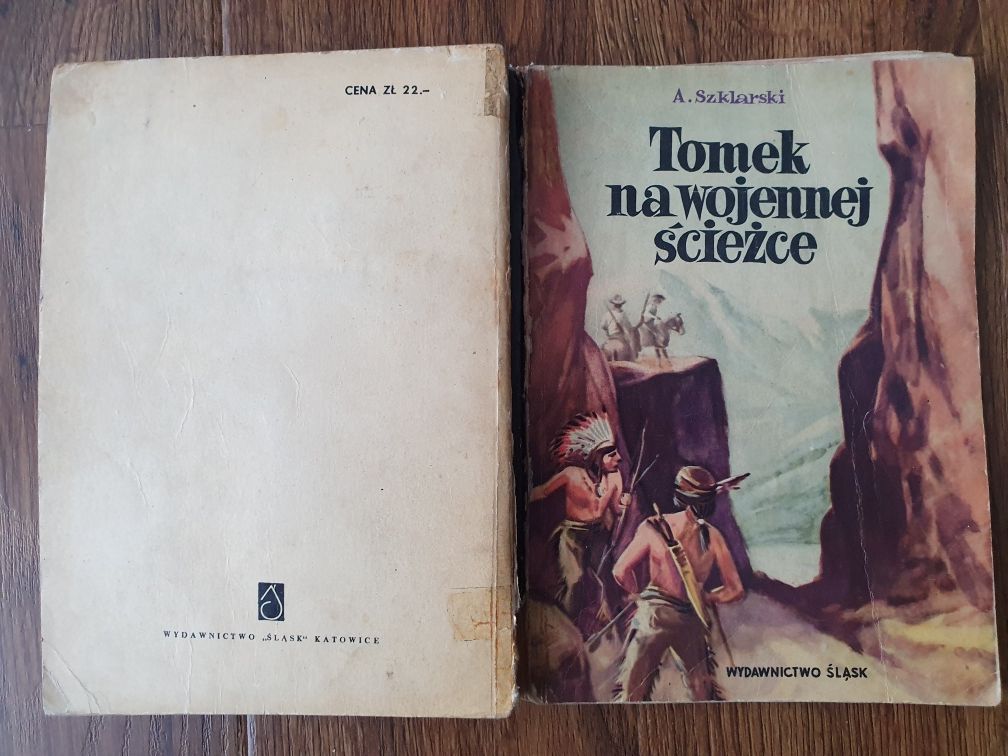 CENA ZŁ 22.–
WYDAWNICTWO „ŚLĄSK" KATOWICE
A. Szklarski
Tomek
na wojennej
ścieżce
WYDAWNICTWO ŚLĄSK